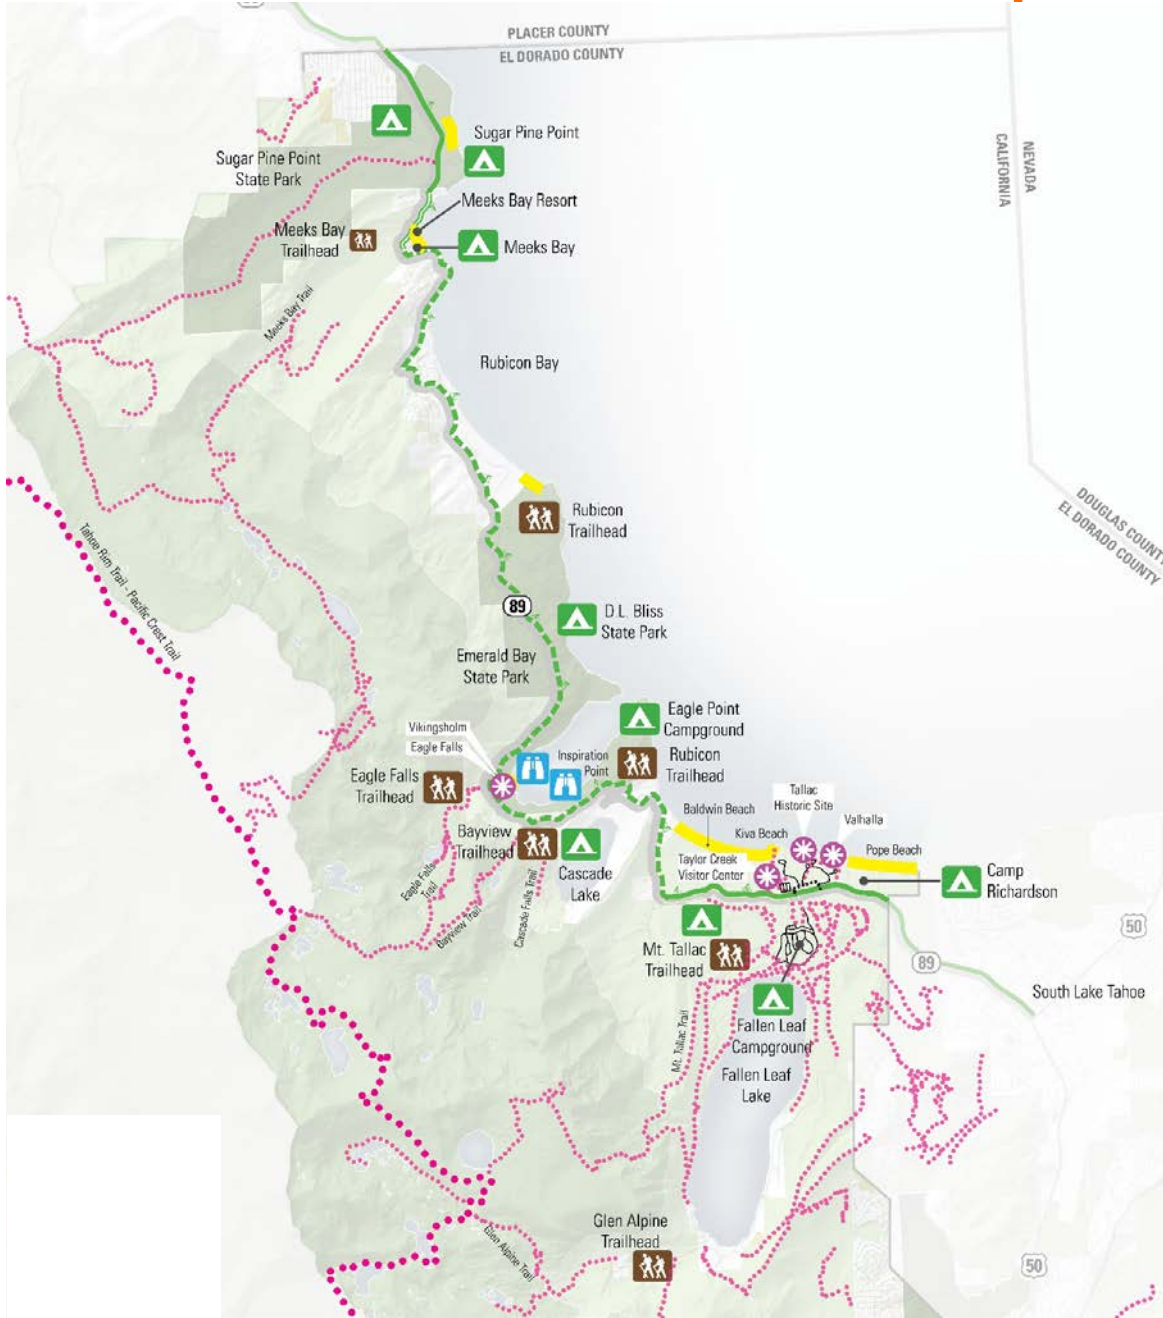 PLACER COUNTY
EL DORADO COUNTY
NEVADA
CALIFORNIA
Sugar Pine Point
Sugar Pine Point
State Park
Meeks Bay Resort
Meeks Bay
Trailhead
Meeks Bay
Meeks Bay Trail
Rubicon Bay
DOUGLAS COUNTY
EL DORADO COUNTY
Rubicon
Trailhead
Tahoe Rim Trail - Pacific Crest Trail
89
D.L. Bliss
State Park
Emerald Bay
State Park
Eagle Point
Campground
Vikingsholm
Eagle Falls
Inspiration
Point
Rubicon
Trailhead
Eagle Falls
Trailhead
Tallac
Historic Site
Baldwin Beach
Kiva Beach
Valhalla
Pope Beach
Bayview
Trailhead
Taylor Creek
Visitor Center
Cascade
Lake
Camp
Richardson
Eagle Falls
Trail
Bayview Trail
Cascade Falls Trail
50
Mt. Tallac
Trailhead
89
South Lake Tahoe
Mt. Tallac Trail
Fallen Leaf
Campground
Fallen Leaf
Lake
Glen Alpine
Trailhead
Glen Alpine Trail
50